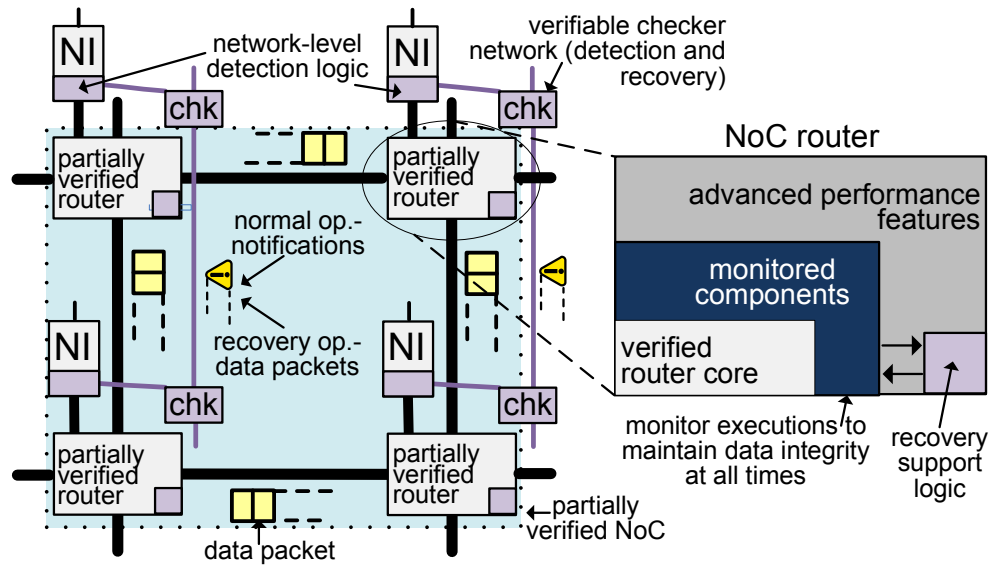 NI
network-level
detection logic
chk
NI
verifiable checker
network (detection and
recovery)
chk
partially
verified
router
partially
verified
router
normal op.-
notifications
recovery op.-
data packets
NI
chk
NI
chk
partially
verified
router
partially
verified
router
data packet
partially
verified NoC
NoC router
advanced performance
features
monitored
components
verified
router core
monitor executions to
maintain data integrity
at all times
recovery
support
logic